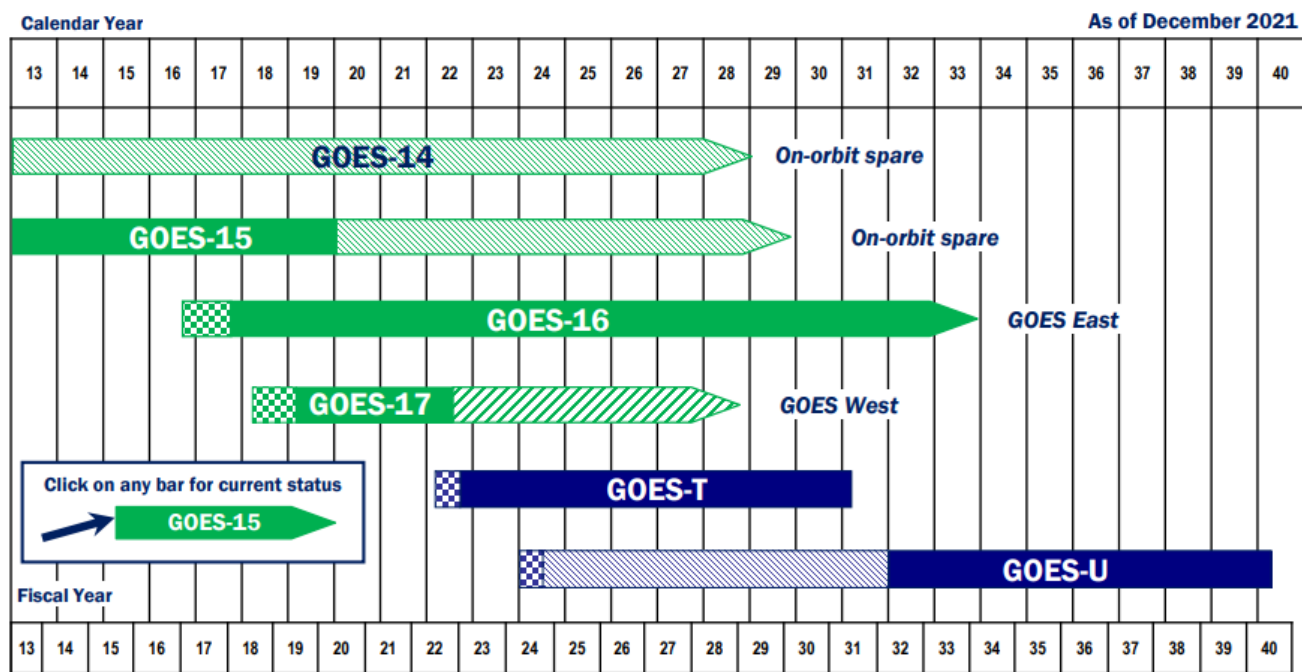 Calendar Year As of December 2021
13 14 15 16 17 18 19 20 21 22 23 24 25 26 27 28 29 30 31 32 33 34 35 36 37 38 39 40
GOES-14 On-orbit spare
GOES-15 On-orbit spare
GOES-16 GOES East
GOES-17 GOES West
Click on any bar for current status
GOES-T
GOES-15
GOES-U
Fiscal Year
13 14 15 16 17 18 19 20 21 22 23 24 25 26 27 28 29 30 31 32 33 34 35 36 37 38 39 40